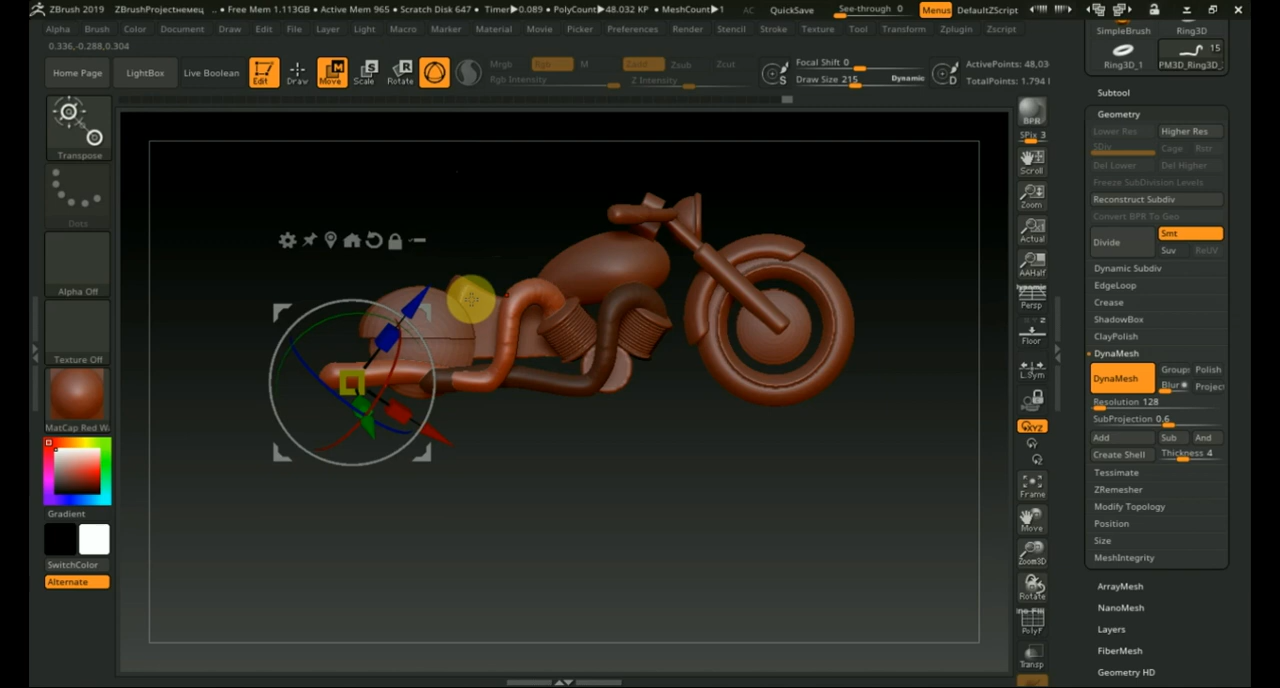 ZBrush 2019 ZBrushProjectнемец .. • Free Mem 1.113GB • Active Mem 965 • Scratch Disk 647 • Timer▶0.089 • PolyCount▶48.032 KP • MeshCount▶1 AC QuickSave See-through 0 Menus DefaultZScript
Alpha Brush Color Document Draw Edit File Layer Light Macro Marker Material Movie Picker Preferences Render Stencil Stroke Texture Tool Transform Zplugin Zscript
0.336,-0.288,0.304
Home Page LightBox Live Boolean Edit Draw Move Scale Rotate
Mrgb Rgb M Zadd Zsub Zcut
Rgb Intensity Z Intensity
S Focal Shift 0
Draw Size 215 Dynamic
D ActivePoints: 48,03
TotalPoints: 1.794
Transpose
Dots
Alpha Off
Texture Off
MatCap Red Wa
Gradient
SwitchColor
Alternate
BPR
SPix 3
Scroll
Zoom
Actual
AAHalf
Dynamic
Persp
Floor
L.Sym
XYZ
Frame
Move
Zoom3D
Rotate
Line Fill
PolyF
Transp
SimpleBrush Ring3D
15
Ring3D_1 PM3D_Ring3D_
Subtool
Geometry
Lower Res Higher Res
SDiv Cage Rstr
Del Lower Del Higher
Freeze SubDivision Levels
Reconstruct Subdiv
Convert BPR To Geo
Divide Smt
Suv ReUV
Dynamic Subdiv
EdgeLoop
Crease
ShadowBox
ClayPolish
DynaMesh
DynaMesh Groups Polish
Blur Project
Resolution 128
SubProjection 0.6
Add Sub And
Create Shell Thickness 4
Tessimate
ZRemesher
Modify Topology
Position
Size
MeshIntegrity
ArrayMesh
NanoMesh
Layers
FiberMesh
Geometry HD